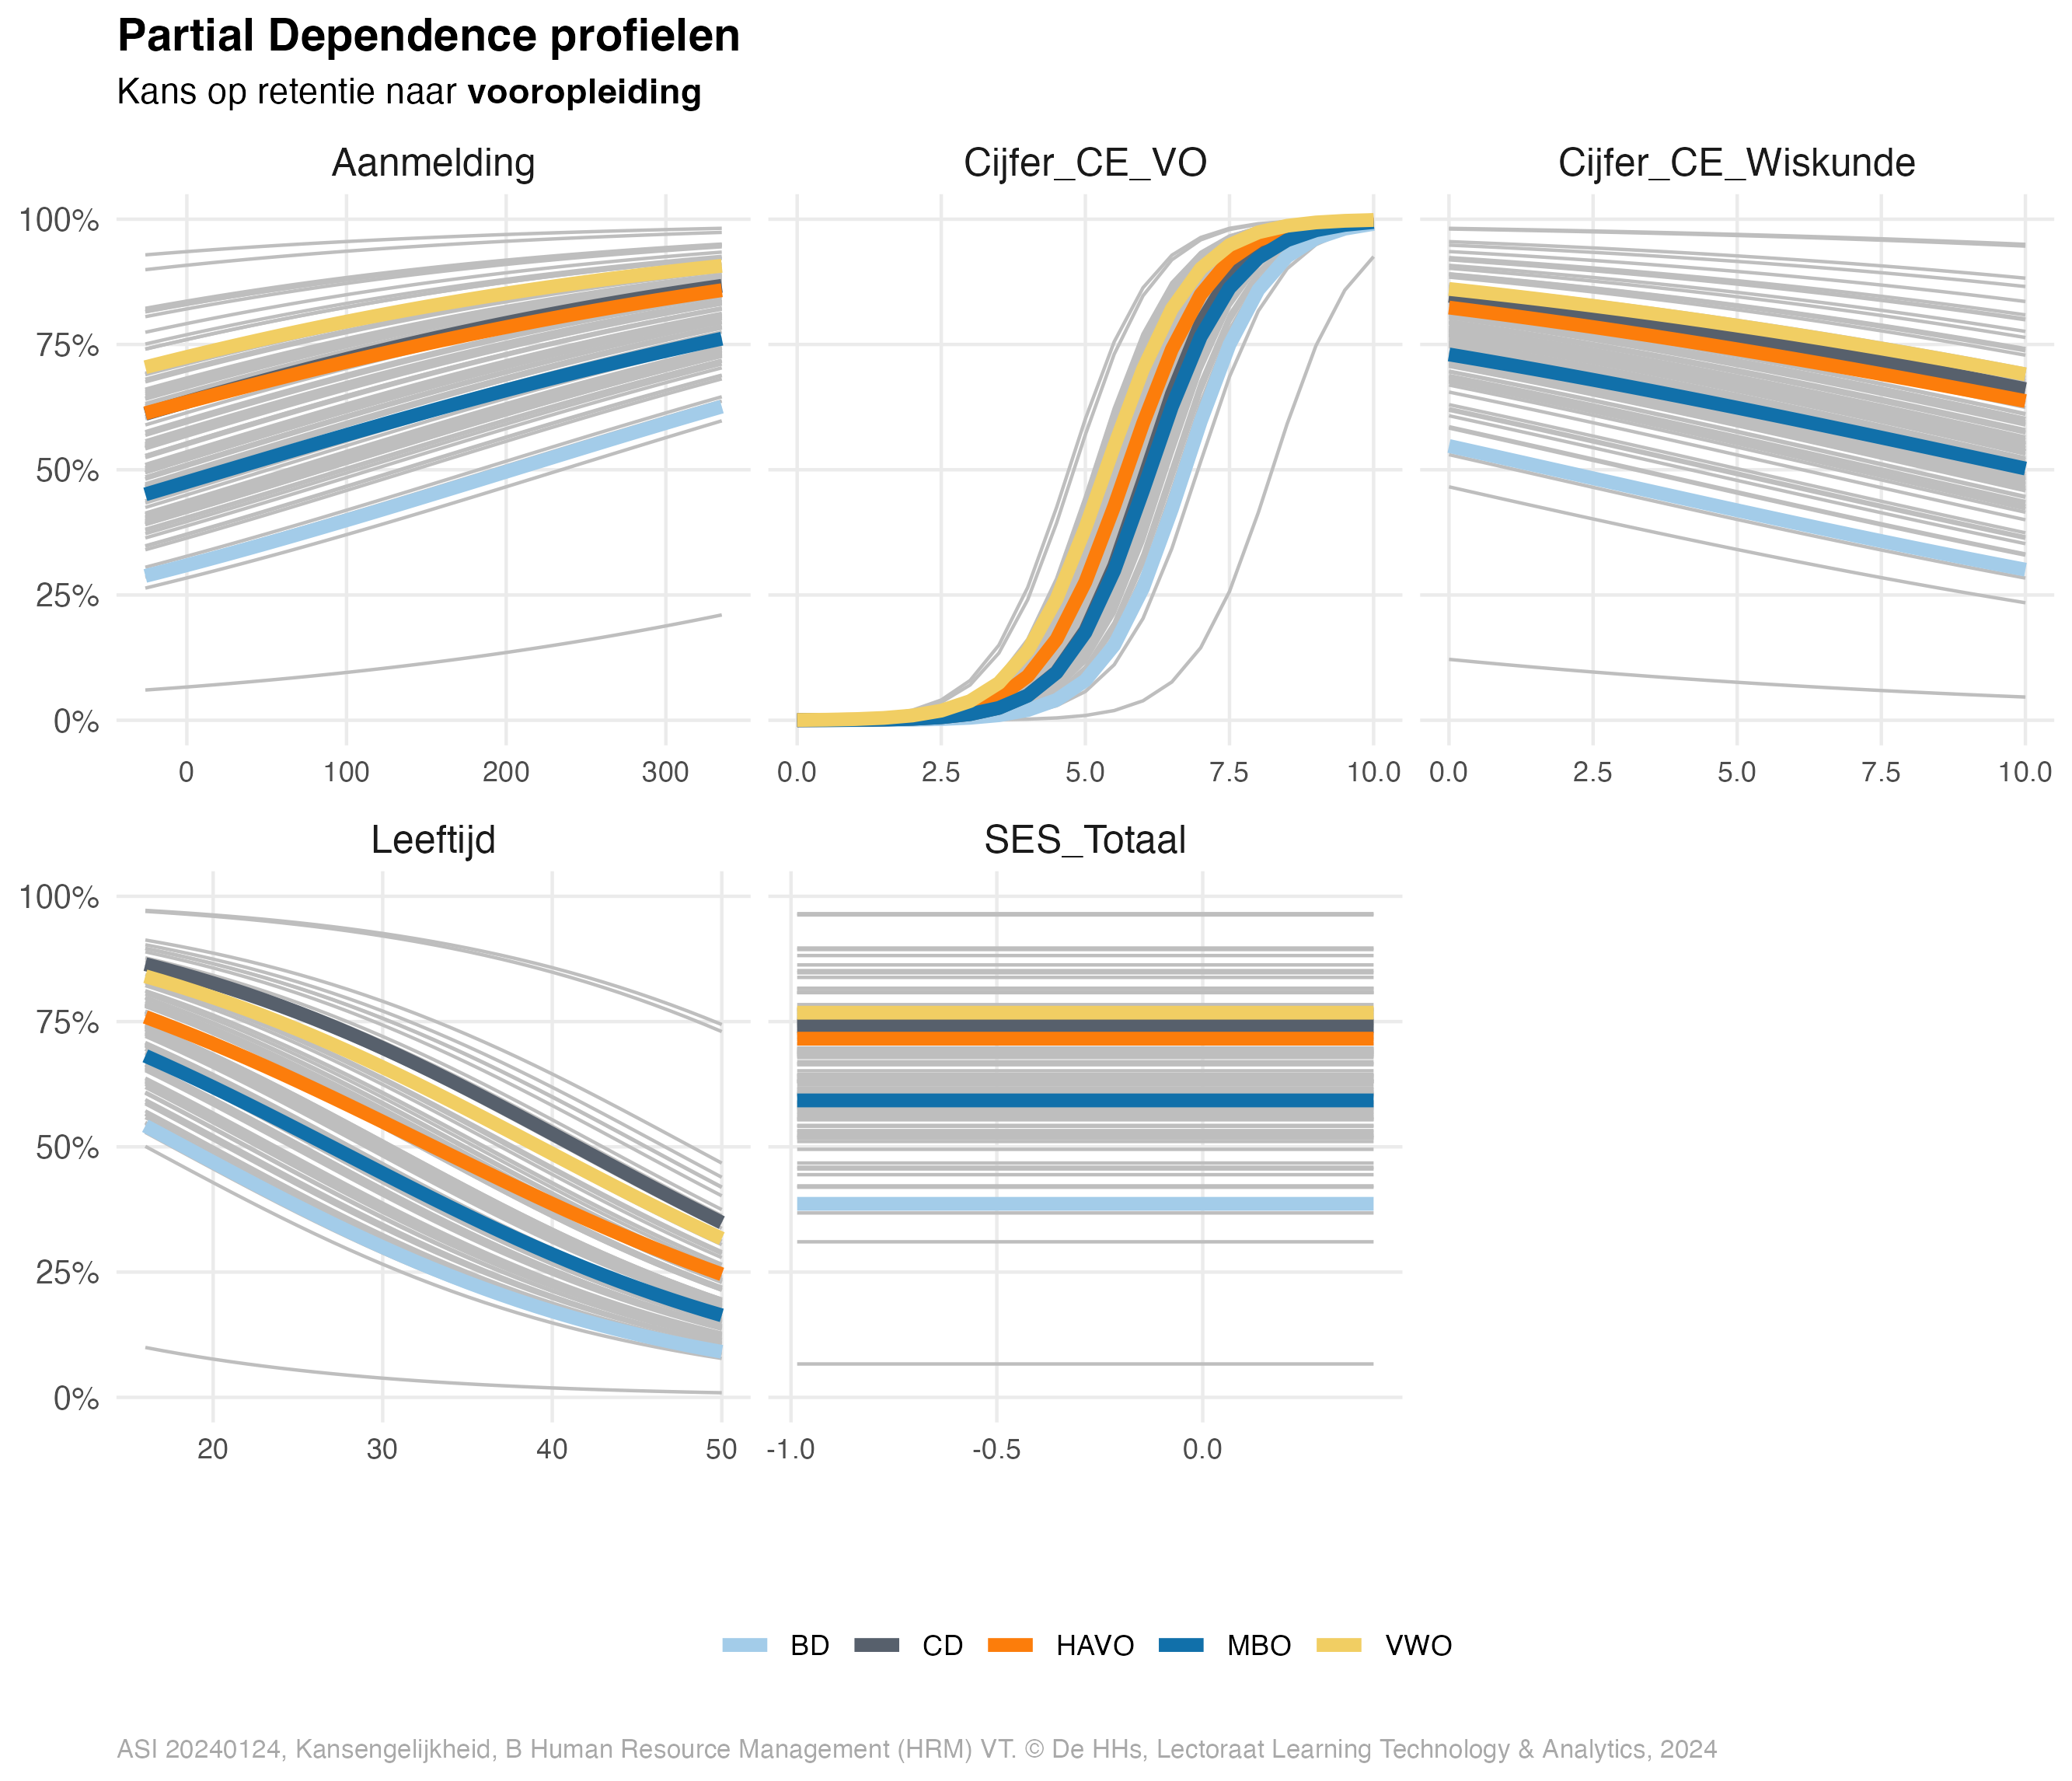 Partial Dependence profielen
Kans op retentie naar vooropleiding
Aanmelding
Cijfer_CE_VO
Cijfer_CE_Wiskunde
100%
75%
50%
25%
0%
0
100
200
300
0.0
2.5
5.0
7.5
10.0
0.0
2.5
5.0
7.5
10.0
Leeftijd
SES_Totaal
100%
75%
50%
25%
0%
20
30
40
50
-1.0
-0.5
0.0
BD
CD
HAVO
MBO
VWO
ASI 20240124, Kansengelijkheid, B Human Resource Management (HRM) VT. © De HHs, Lectoraat Learning Technology & Analytics, 2024